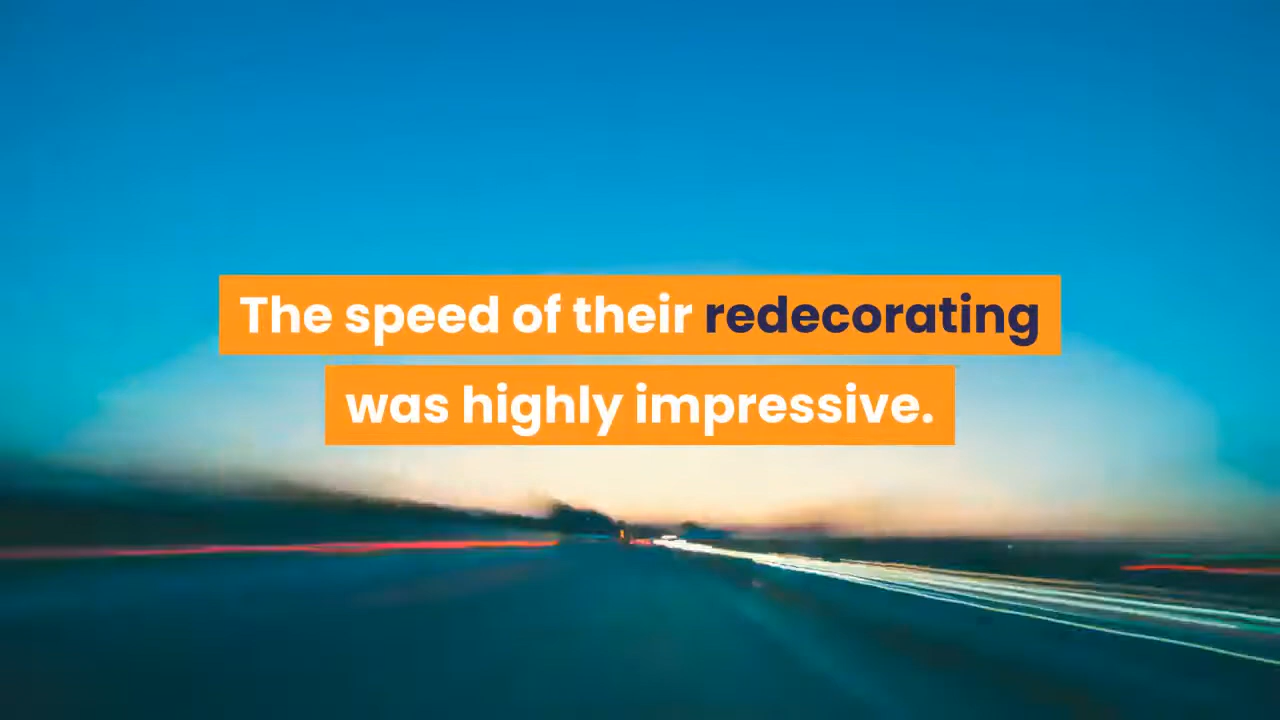 The speed of their redecorating
was highly impressive.